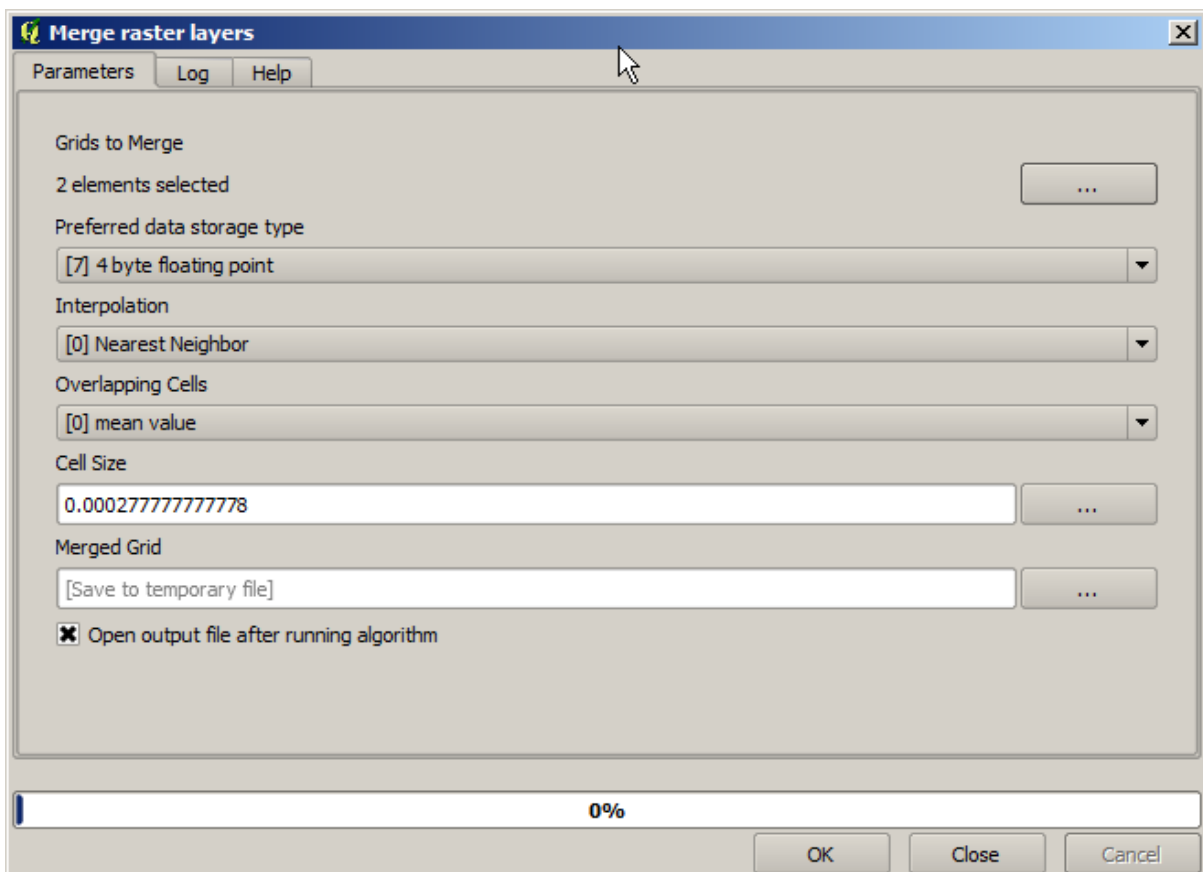 Merge raster layers
Parameters Log Help
Grids to Merge
2 elements selected
...
Preferred data storage type
[7] 4 byte floating point
Interpolation
[0] Nearest Neighbor
Overlapping Cells
[0] mean value
Cell Size
0.000277777777778
...
Merged Grid
[Save to temporary file]
...
Open output file after running algorithm
0%
OK Close Cancel